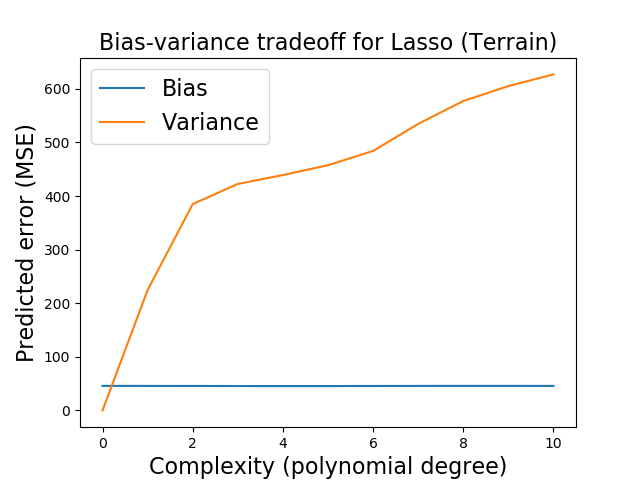 Bias-variance tradeoff for Lasso (Terrain)
Bias
Variance
Predicted error (MSE)
600
500
400
300
200
100
0
0 2 4 6 8 10
Complexity (polynomial degree)